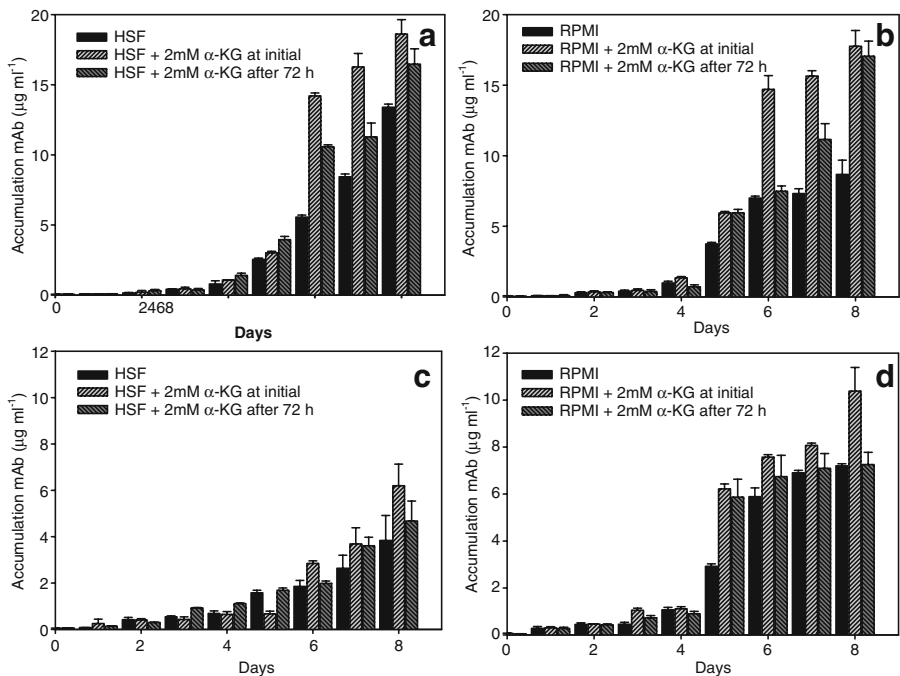 20
15
10
5
0
Accumulation mAb (µg ml⁻¹)
HSF
HSF + 2mM α-KG at initial
HSF + 2mM α-KG after 72 h
a
0
2468
Days
20
15
10
5
0
Accumulation mAb (µg ml⁻¹)
RPMI
RPMI + 2mM α-KG at initial
RPMI + 2mM α-KG after 72 h
b
0 2 4 6 8
Days
12
10
8
6
4
2
0
Accumulation mAb (µg ml⁻¹)
HSF
HSF + 2mM α-KG at initial
HSF + 2mM α-KG after 72 h
c
0 2 4 6 8
Days
12
10
8
6
4
2
0
Accumulation mAb (µg ml⁻¹)
RPMI
RPMI + 2mM α-KG at initial
RPMI + 2mM α-KG after 72 h
d
0 2 4 6 8
Days